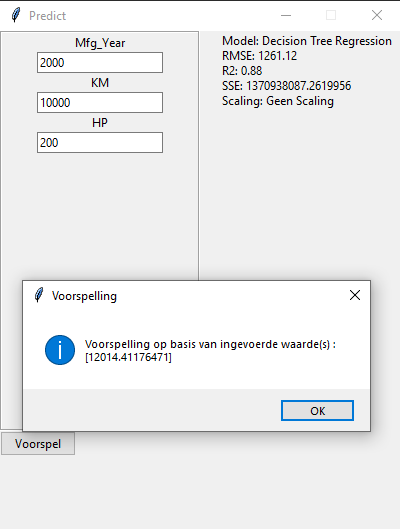 Predict
Mfg_Year
2000
KM
10000
HP
200
Model: Decision Tree Regression
RMSE: 1261.12
R2: 0.88
SSE: 1370938087.2619956
Scaling: Geen Scaling
Voorspelling
Voorspelling op basis van ingevoerde waarde(s) :
[12014.41176471]
OK
Voorspel